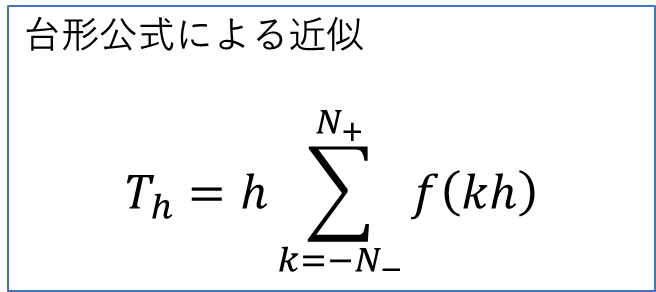 台形公式による近似
T_h = h \sum_{k=-N_-}^{N_+} f(kh)